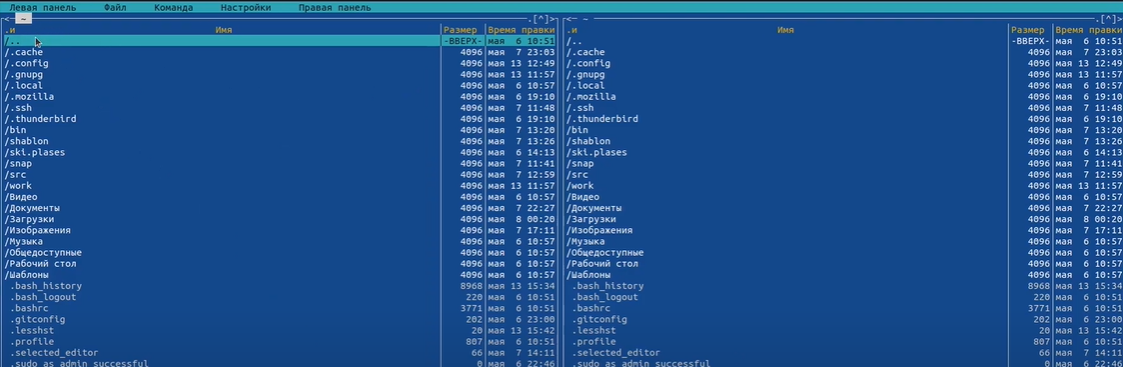 Левая панель Файл Команда Настройки Правая панель
<─ ~ .[^]> <─ ~ .[^]>
.и Имя Размер Время правки .и Имя Размер Время правки
/.. -ВВЕРХ- мая 6 10:51 /.. -ВВЕРХ- мая 6 10:51
/.cache 4096 мая 7 23:03 /.cache 4096 мая 7 23:03
/.config 4096 мая 13 12:49 /.config 4096 мая 13 12:49
/.gnupg 4096 мая 13 11:57 /.gnupg 4096 мая 13 11:57
/.local 4096 мая 6 10:57 /.local 4096 мая 6 10:57
/.mozilla 4096 мая 6 19:10 /.mozilla 4096 мая 6 19:10
/.ssh 4096 мая 7 11:48 /.ssh 4096 мая 7 11:48
/.thunderbird 4096 мая 6 19:10 /.thunderbird 4096 мая 6 19:10
/bin 4096 мая 7 13:20 /bin 4096 мая 7 13:20
/shablon 4096 мая 7 13:26 /shablon 4096 мая 7 13:26
/ski.plases 4096 мая 6 14:13 /ski.plases 4096 мая 6 14:13
/snap 4096 мая 7 11:41 /snap 4096 мая 7 11:41
/src 4096 мая 7 12:59 /src 4096 мая 7 12:59
/work 4096 мая 13 11:57 /work 4096 мая 13 11:57
/Видео 4096 мая 6 10:57 /Видео 4096 мая 6 10:57
/Документы 4096 мая 7 22:27 /Документы 4096 мая 7 22:27
/Загрузки 4096 мая 8 00:20 /Загрузки 4096 мая 8 00:20
/Изображения 4096 мая 7 17:11 /Изображения 4096 мая 7 17:11
/Музыка 4096 мая 6 10:57 /Музыка 4096 мая 6 10:57
/Общедоступные 4096 мая 6 10:57 /Общедоступные 4096 мая 6 10:57
/Рабочий стол 4096 мая 6 10:57 /Рабочий стол 4096 мая 6 10:57
/Шаблоны 4096 мая 6 10:57 /Шаблоны 4096 мая 6 10:57
.bash_history 8968 мая 13 15:34 .bash_history 8968 мая 13 15:34
.bash_logout 220 мая 6 10:51 .bash_logout 220 мая 6 10:51
.bashrc 3771 мая 6 10:51 .bashrc 3771 мая 6 10:51
.gitconfig 202 мая 6 23:00 .gitconfig 202 мая 6 23:00
.lesshst 20 мая 13 15:42 .lesshst 20 мая 13 15:42
.profile 807 мая 6 10:51 .profile 807 мая 6 10:51
.selected_editor 66 мая 7 14:11 .selected_editor 66 мая 7 14:11
.sudo_as_admin_successful 0 мая 6 22:46 .sudo_as_admin_successful 0 мая 6 22:46